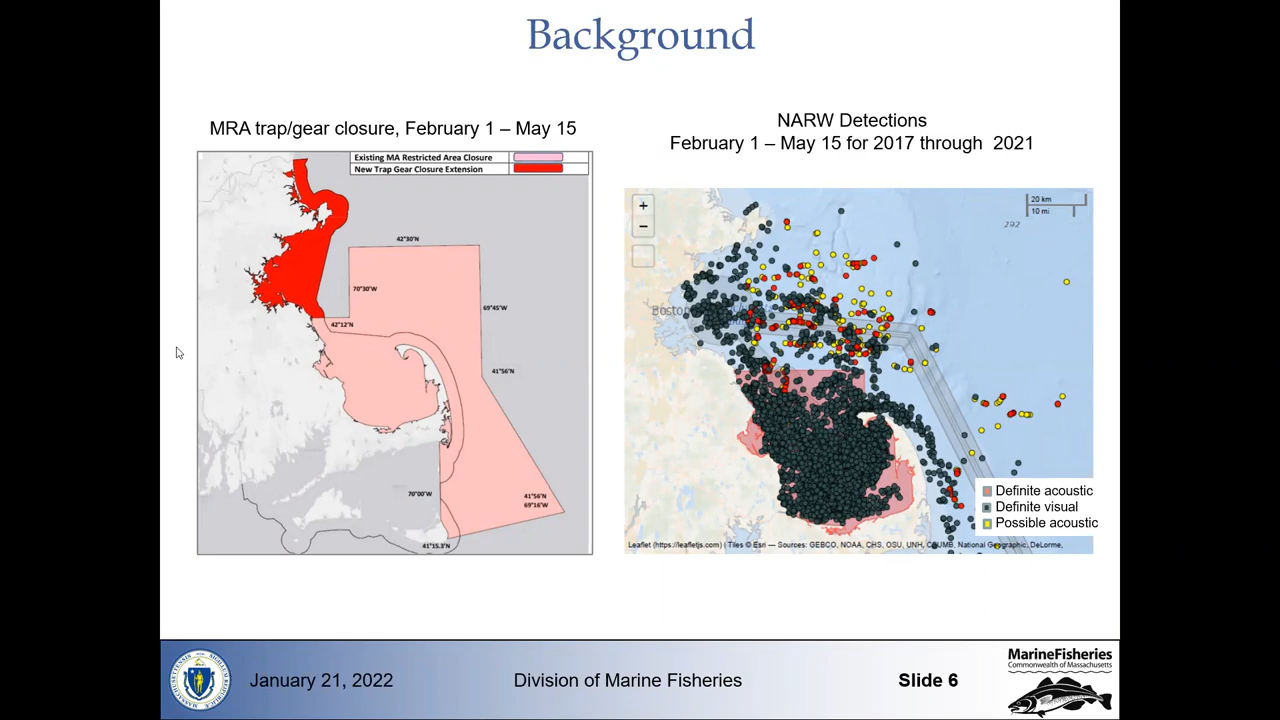 Background
MRA trap/gear closure, February 1 – May 15
Existing MA Restricted Area Closure
New Trap Gear Closure Extension
42°30'N
70°30'W
69°45'W
42°12'N
41°56'N
70°00'W
41°56'N
69°16'W
41°15.3'N
NARW Detections
February 1 – May 15 for 2017 through 2021
+
−
20 km
10 mi
292
Boston
Definite acoustic
Definite visual
Possible acoustic
Leaflet (https://leafletjs.com) | Tiles © Esri — Sources: GEBCO, NOAA, CHS, OSU, UNH, CSUMB, National Geographic, DeLorme,
January 21, 2022
Division of Marine Fisheries
Slide 6
MarineFisheries
Commonwealth of Massachusetts